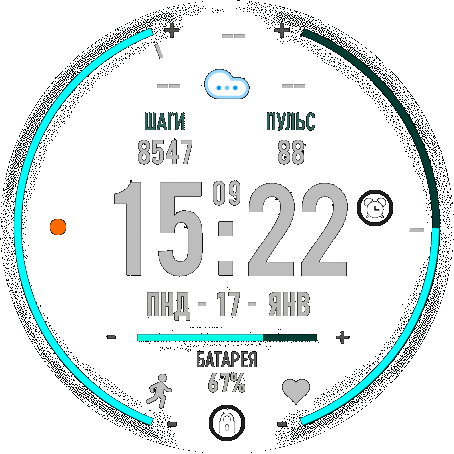 -- 
-- --
ШАГИ ПУЛЬС
8547 88
15:22 09
ПНД - 17 - ЯНВ
БАТАРЕЯ
67%